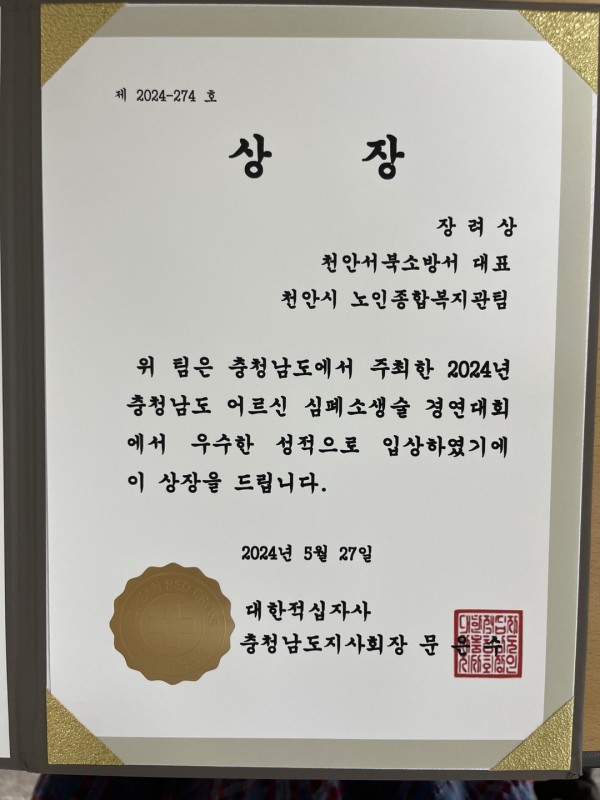 제 2024-274 호
상 장
장 려 상
천안서북소방서 대표
천안시 노인종합복지관팀
위 팀은 충청남도에서 주최한 2024년
충청남도 어르신 심폐소생술 경연대회
에서 우수한 성적으로 입상하였기에
이 상장을 드립니다.
2024년 5월 27일
대한적십자사
충청남도지사회장 문 은 수